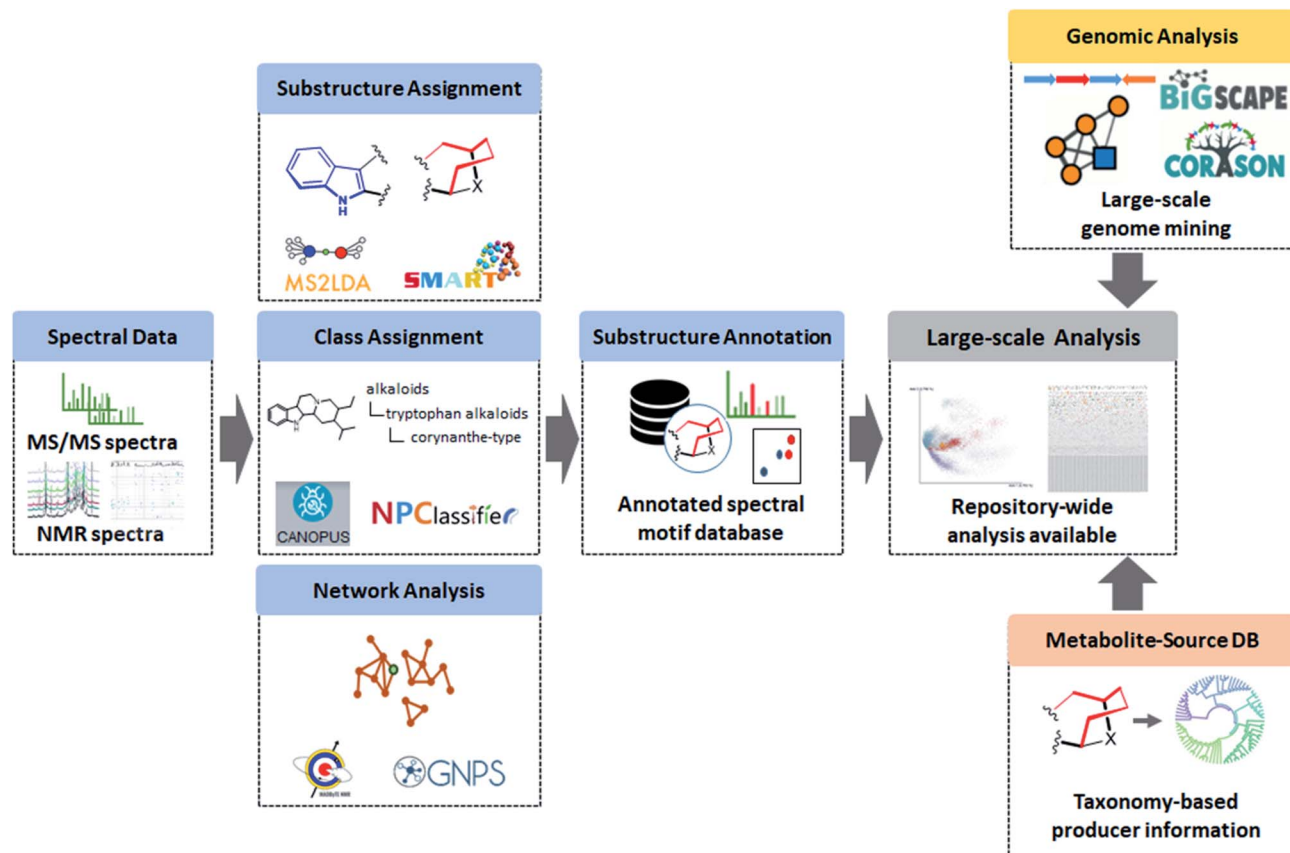 Genomic Analysis
BiGSCAPE
CORASON
Large-scale
genome mining
Substructure Assignment
N
H
X
MS2LDA
SMART
Spectral Data
MS/MS spectra
NMR spectra
Class Assignment
alkaloids
tryptophan alkaloids
corynanthe-type
N
N
H
CANOPUS
NPClassifier
Substructure Annotation
X
Annotated spectral
motif database
Large-scale Analysis
Repository-wide
analysis available
Network Analysis
GNPS
Metabolite-Source DB
X
Taxonomy-based
producer information